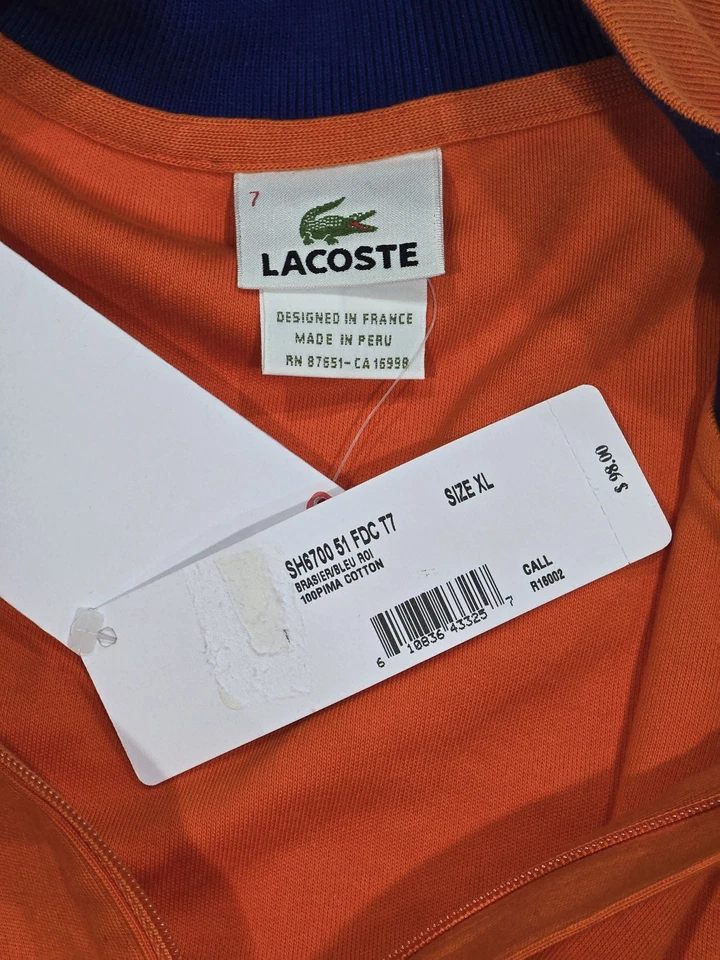 7
LACOSTE
DESIGNED IN FRANCE
MADE IN PERU
RN 87651-CA 16998
SH6700 51 FDC T7
SIZE XL
$ 98.00
BRASIER/BLEU ROI
100PIMA COTTON
CALL
R16002
6 10836 43325 7